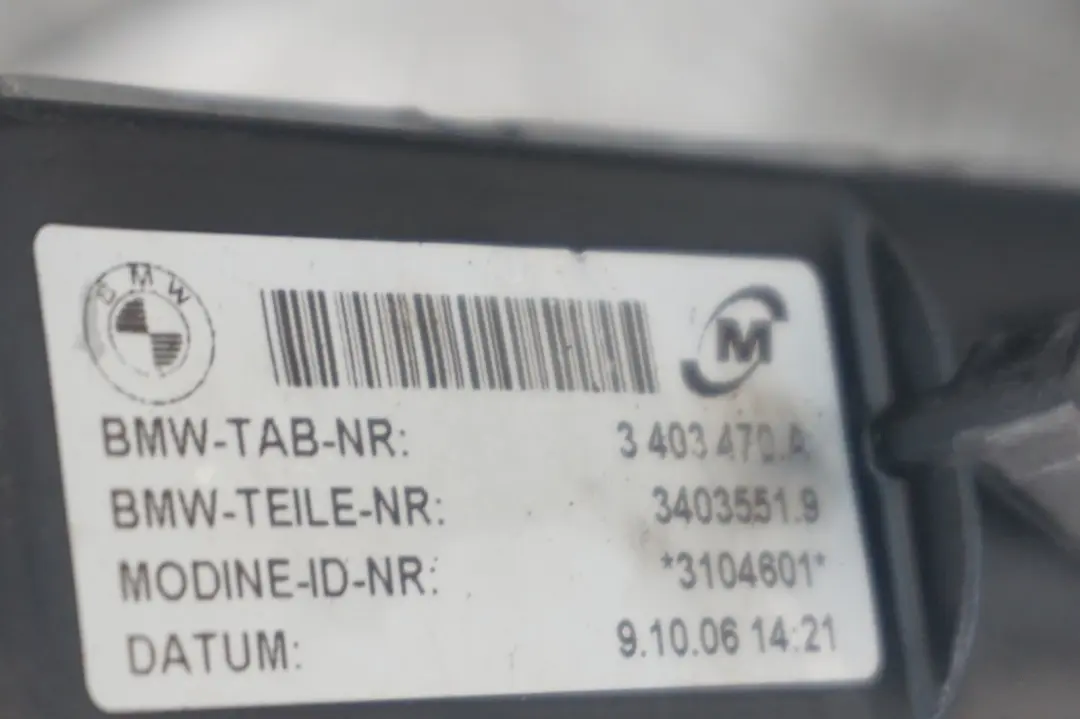 BMW
M
BMW-TAB-NR: 3 403 470.A
BMW-TEILE-NR: 3403551.9
MODINE-ID-NR: *3104601*
DATUM: 9.10.06 14:21